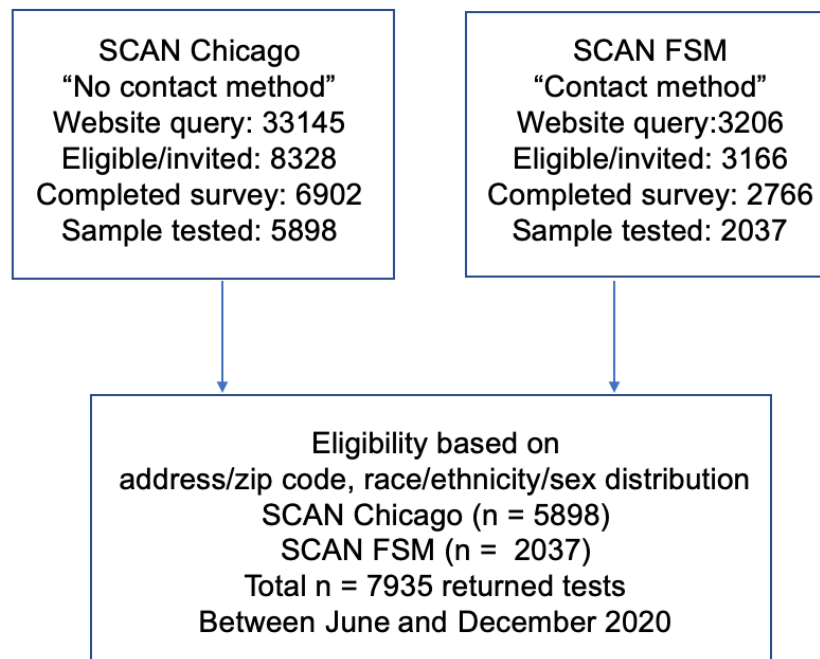 SCAN Chicago
“No contact method”
Website query: 33145
Eligible/invited: 8328
Completed survey: 6902
Sample tested: 5898
SCAN FSM
“Contact method”
Website query:3206
Eligible/invited: 3166
Completed survey: 2766
Sample tested: 2037
Eligibility based on
address/zip code, race/ethnicity/sex distribution
SCAN Chicago (n = 5898)
SCAN FSM (n = 2037)
Total n = 7935 returned tests
Between June and December 2020